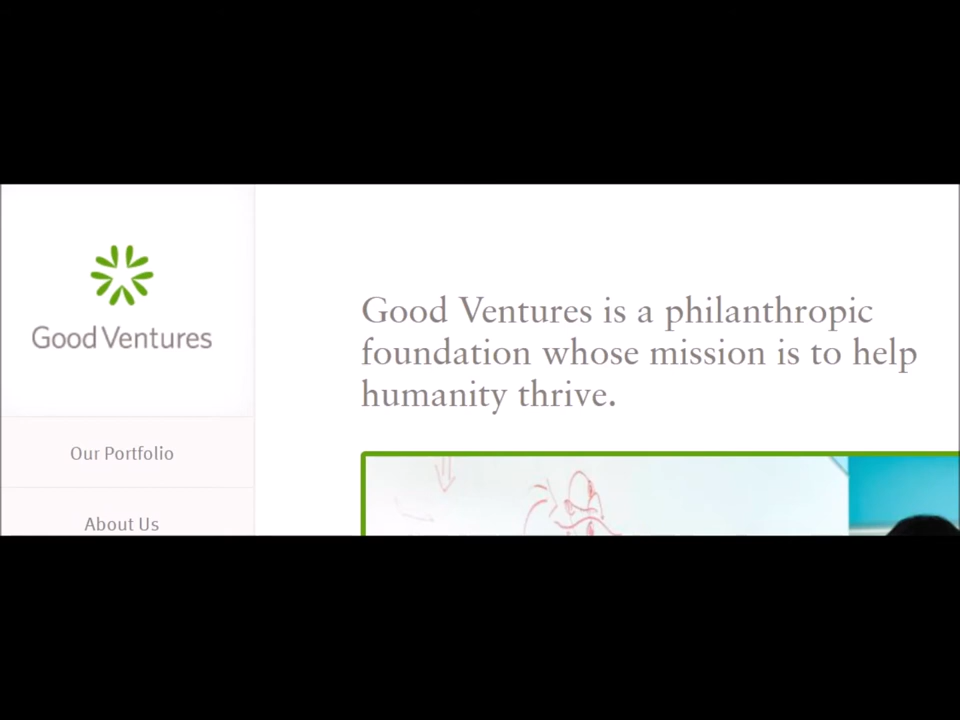 Good Ventures
Our Portfolio
About Us
Good Ventures is a philanthropic
foundation whose mission is to help
humanity thrive.